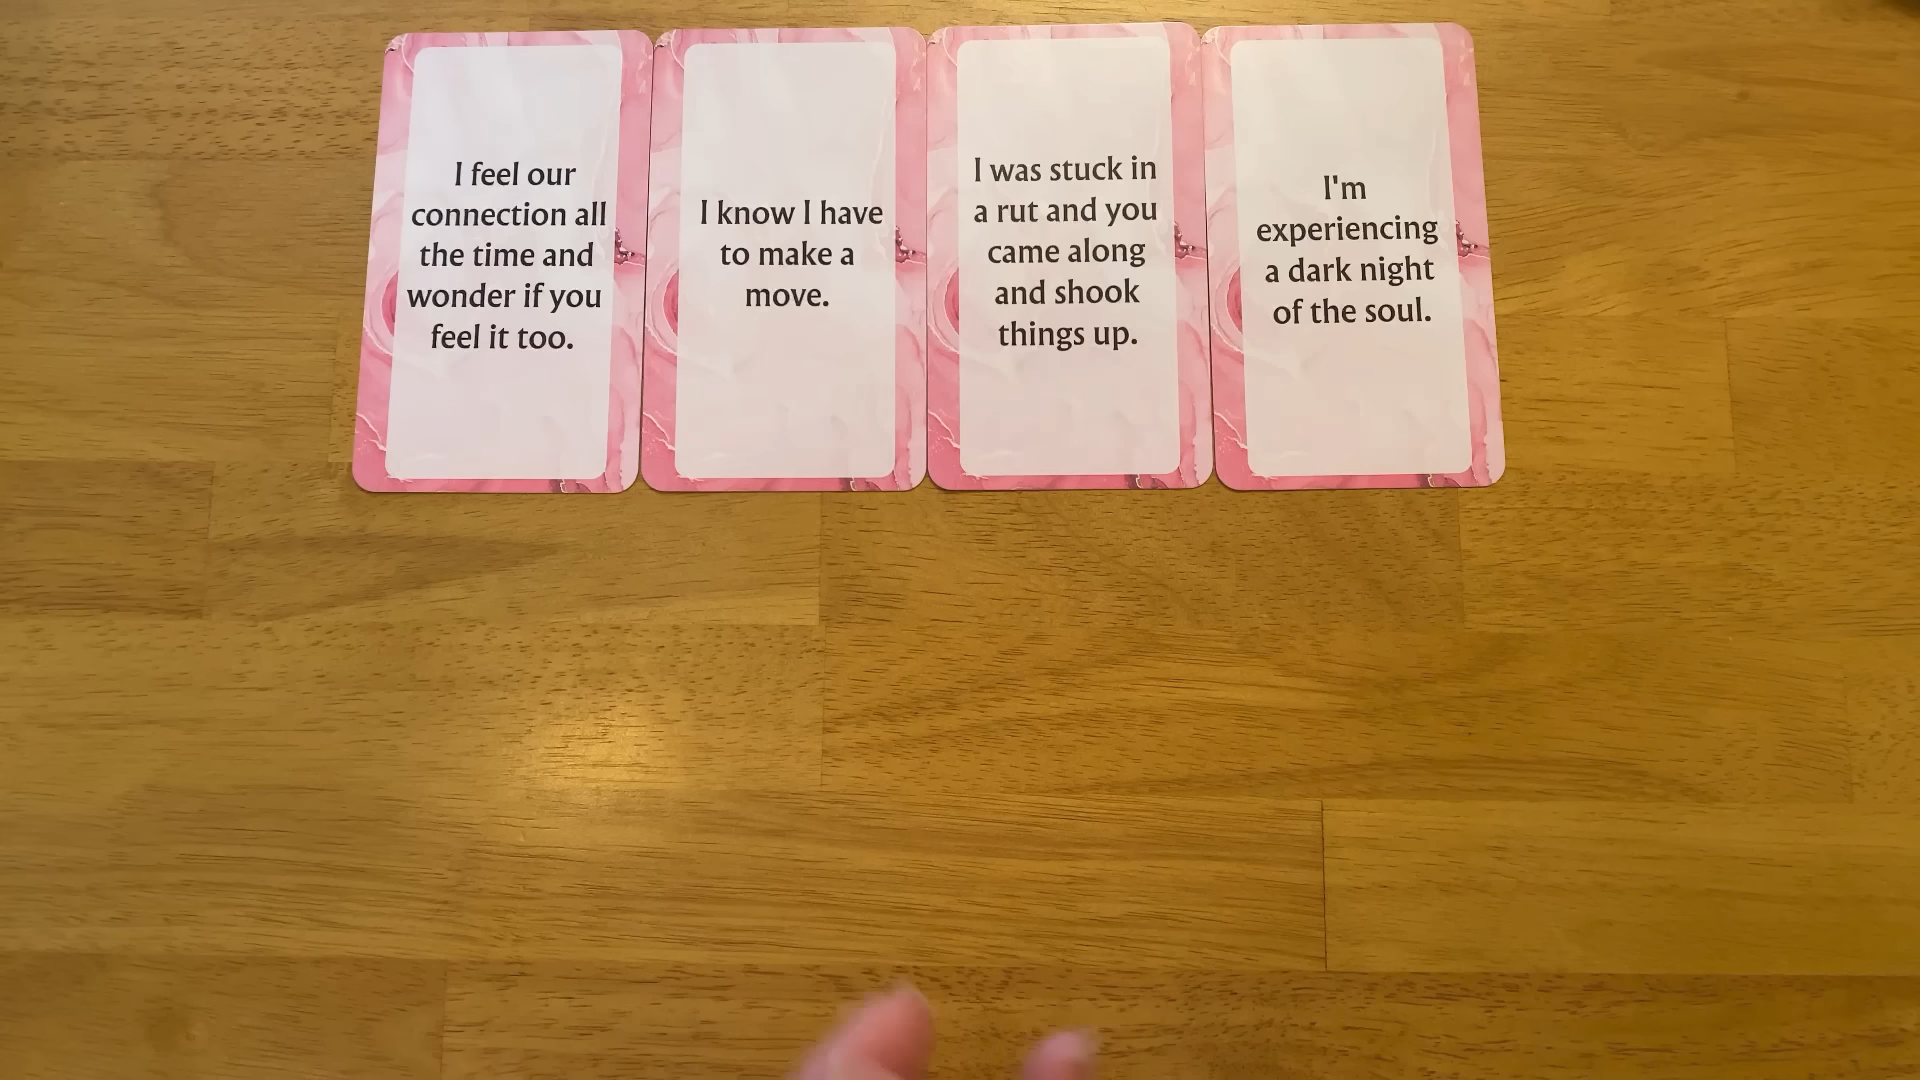 I feel our
connection all
the time and
wonder if you
feel it too.
I know I have
to make a
move.
I was stuck in
a rut and you
came along
and shook
things up.
I'm
experiencing
a dark night
of the soul.